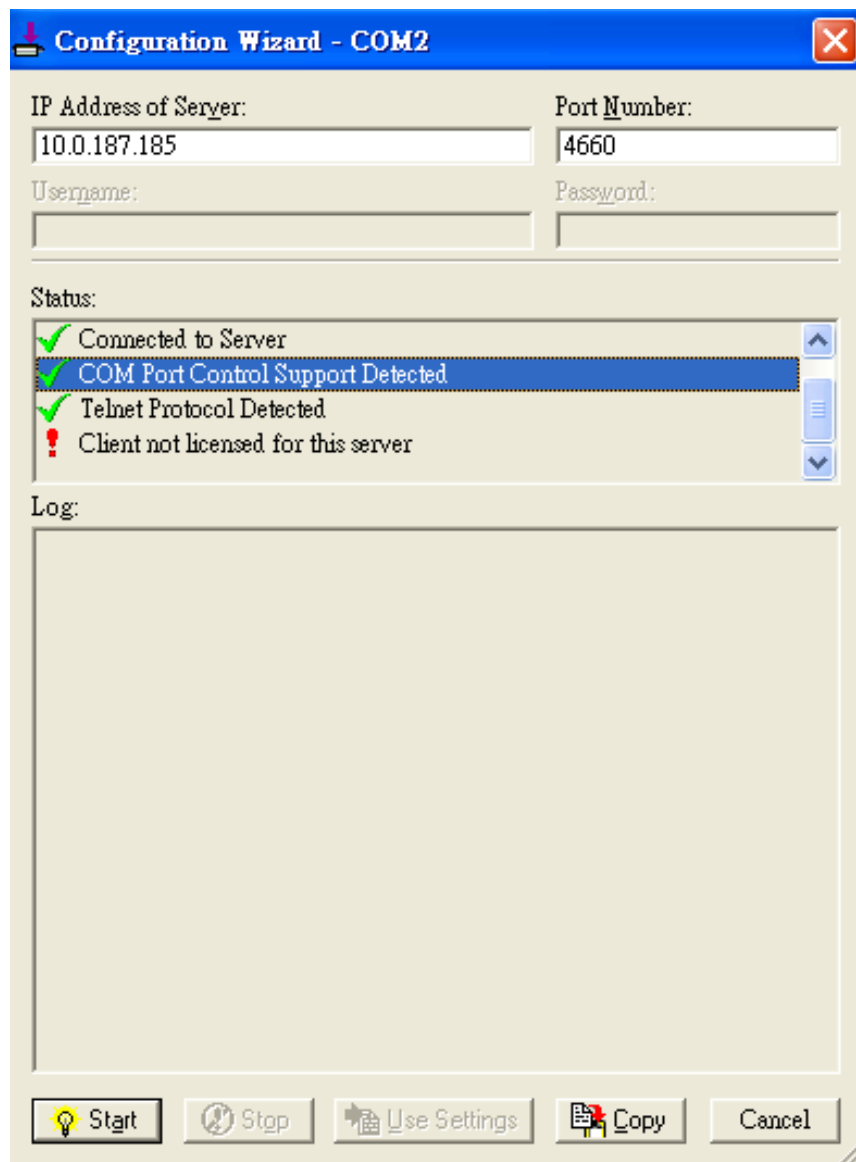 Configuration Wizard - COM2
IP Address of Server: Port Number:
10.0.187.185 4660
Username: Password:
Status:
Connected to Server
COM Port Control Support Detected
Telnet Protocol Detected
Client not licensed for this server
Log:
Start Stop Use Settings Copy Cancel